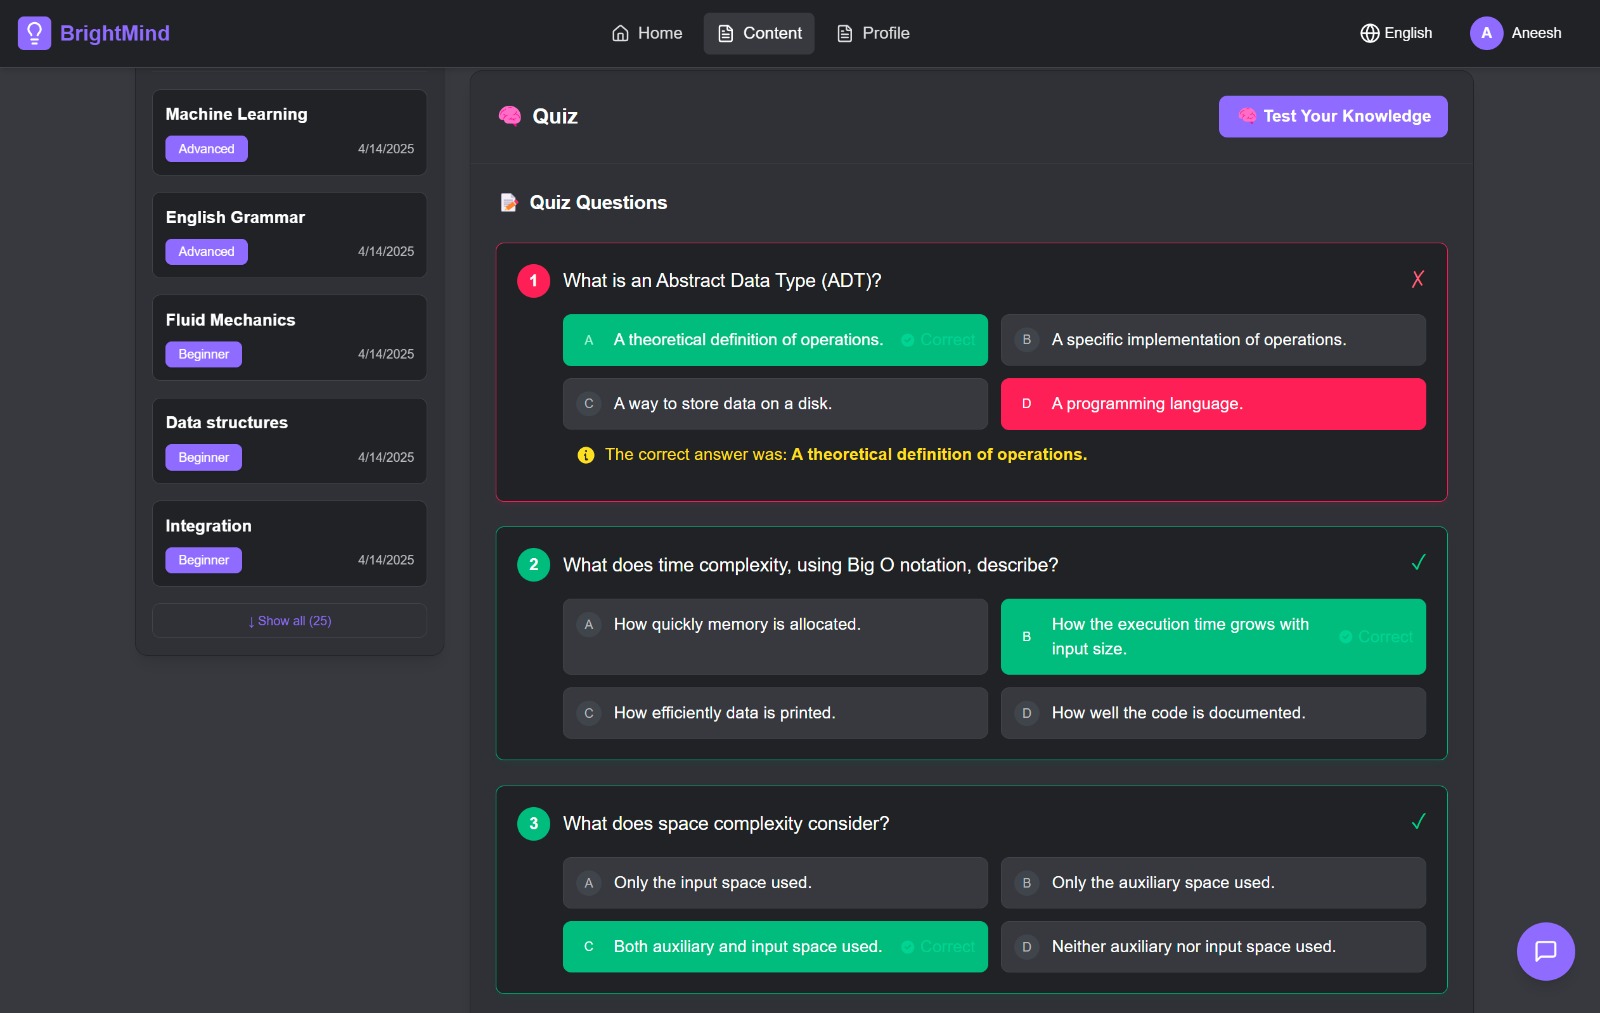 BrightMind
Home
Content
Profile
English
A
Aneesh
Machine Learning
Advanced
4/14/2025
English Grammar
Advanced
4/14/2025
Fluid Mechanics
Beginner
4/14/2025
Data structures
Beginner
4/14/2025
Integration
Beginner
4/14/2025
↓ Show all (25)
Quiz
Test Your Knowledge
Quiz Questions
1 What is an Abstract Data Type (ADT)? ✗
A A theoretical definition of operations. Correct
B A specific implementation of operations.
C A way to store data on a disk.
D A programming language.
The correct answer was: A theoretical definition of operations.
2 What does time complexity, using Big O notation, describe? ✓
A How quickly memory is allocated.
B How the execution time grows with
input size.
Correct
C How efficiently data is printed.
D How well the code is documented.
3 What does space complexity consider? ✓
A Only the input space used.
B Only the auxiliary space used.
C Both auxiliary and input space used. Correct
D Neither auxiliary nor input space used.